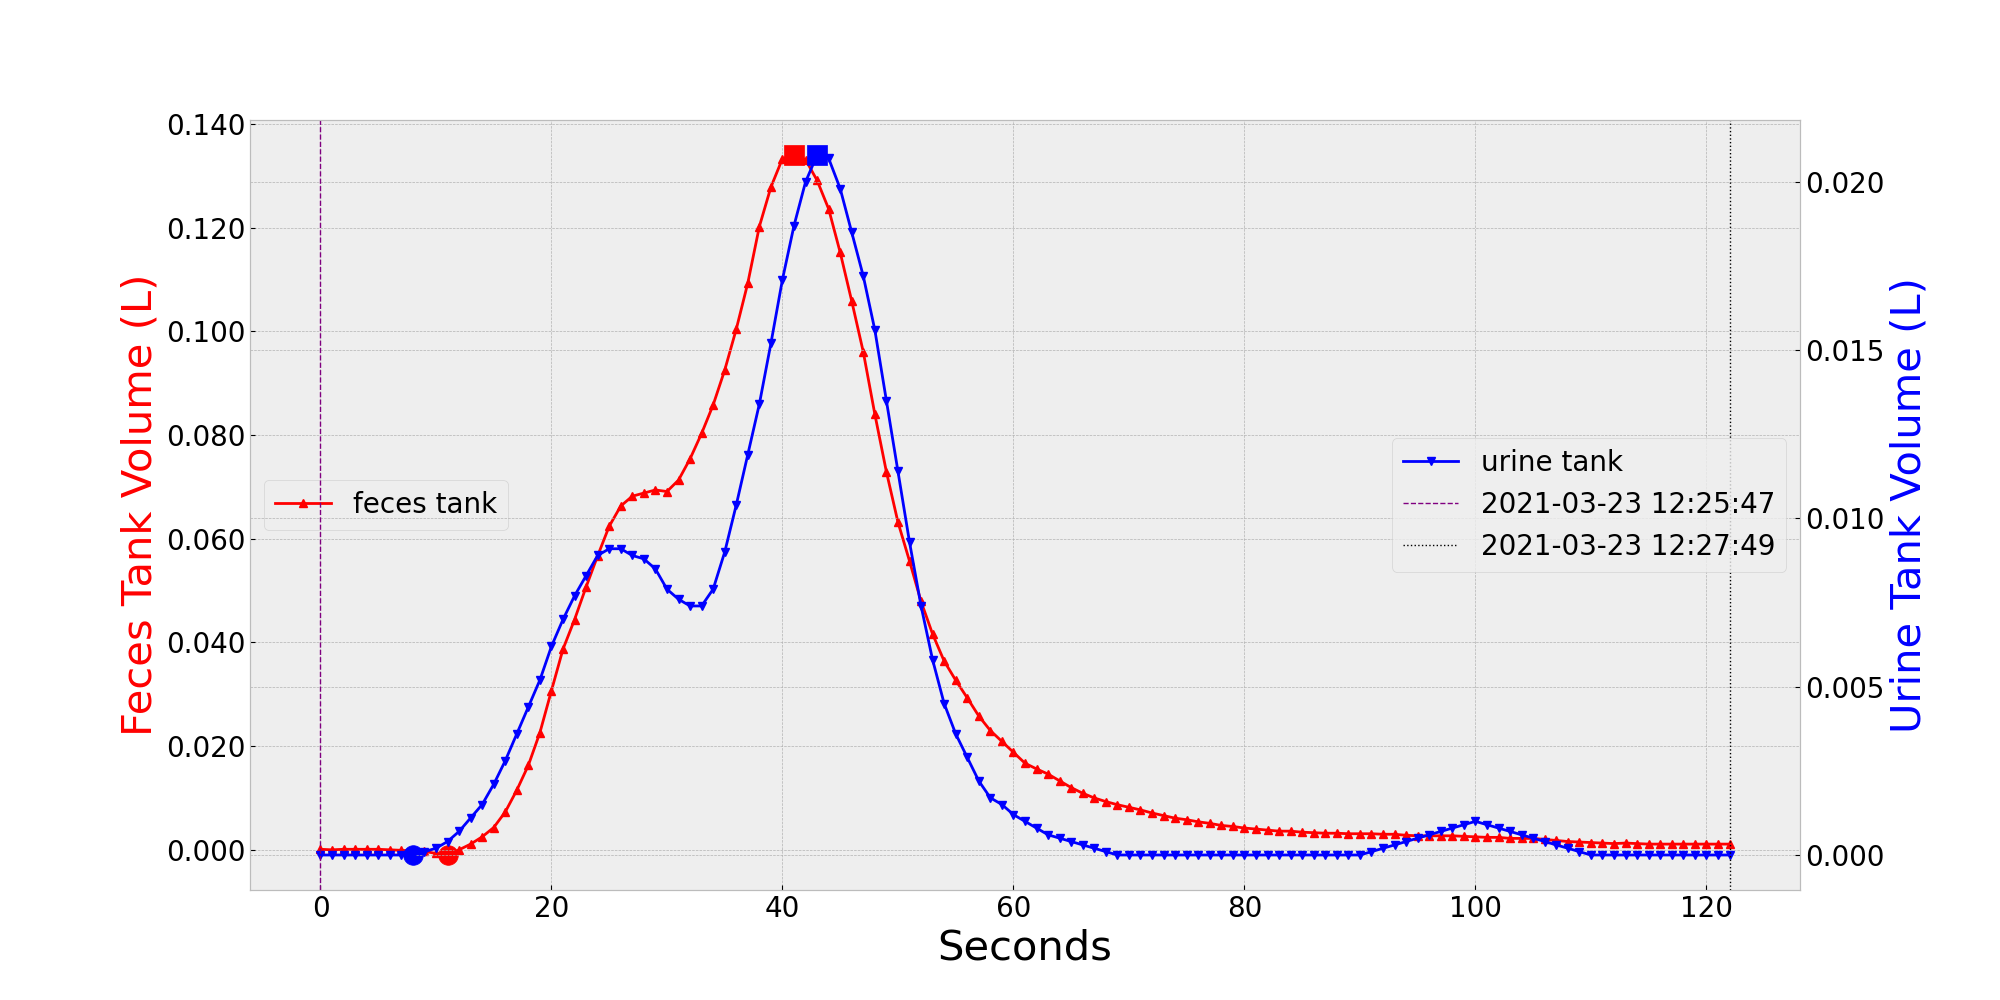 0.140
0.120
0.100
0.080
0.060
0.040
0.020
0.000
Feces Tank Volume (L)
feces tank
urine tank
2021-03-23 12:25:47
2021-03-23 12:27:49
0.020
0.015
0.010
0.005
0.000
Urine Tank Volume (L)
0 20 40 60 80 100 120
Seconds